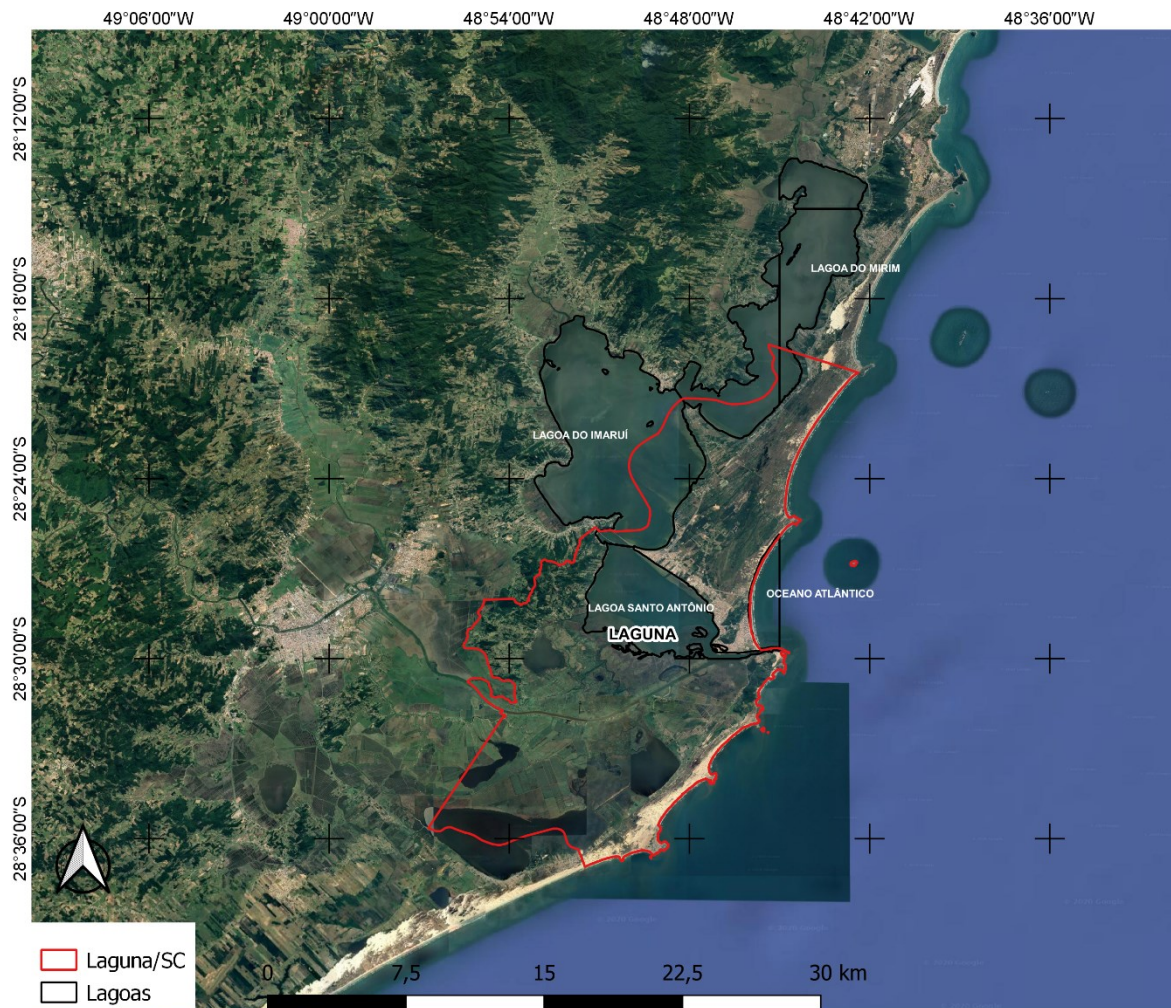 49°06'00"W 49°00'00"W 48°54'00"W 48°48'00"W 48°42'00"W 48°36'00"W
28°12'00"S
28°18'00"S
28°24'00"S
28°30'00"S
28°36'00"S
LAGOA DO MIRIM
LAGOA DO IMARUÍ
LAGOA SANTO ANTÔNIO
OCEANO ATLÂNTICO
LAGUNA
Laguna/SC
Lagoas
0 7,5 15 22,5 30 km